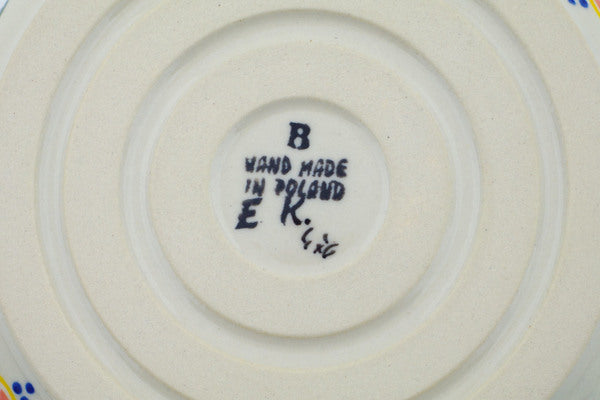 B
HAND MADE
IN POLAND
E K.